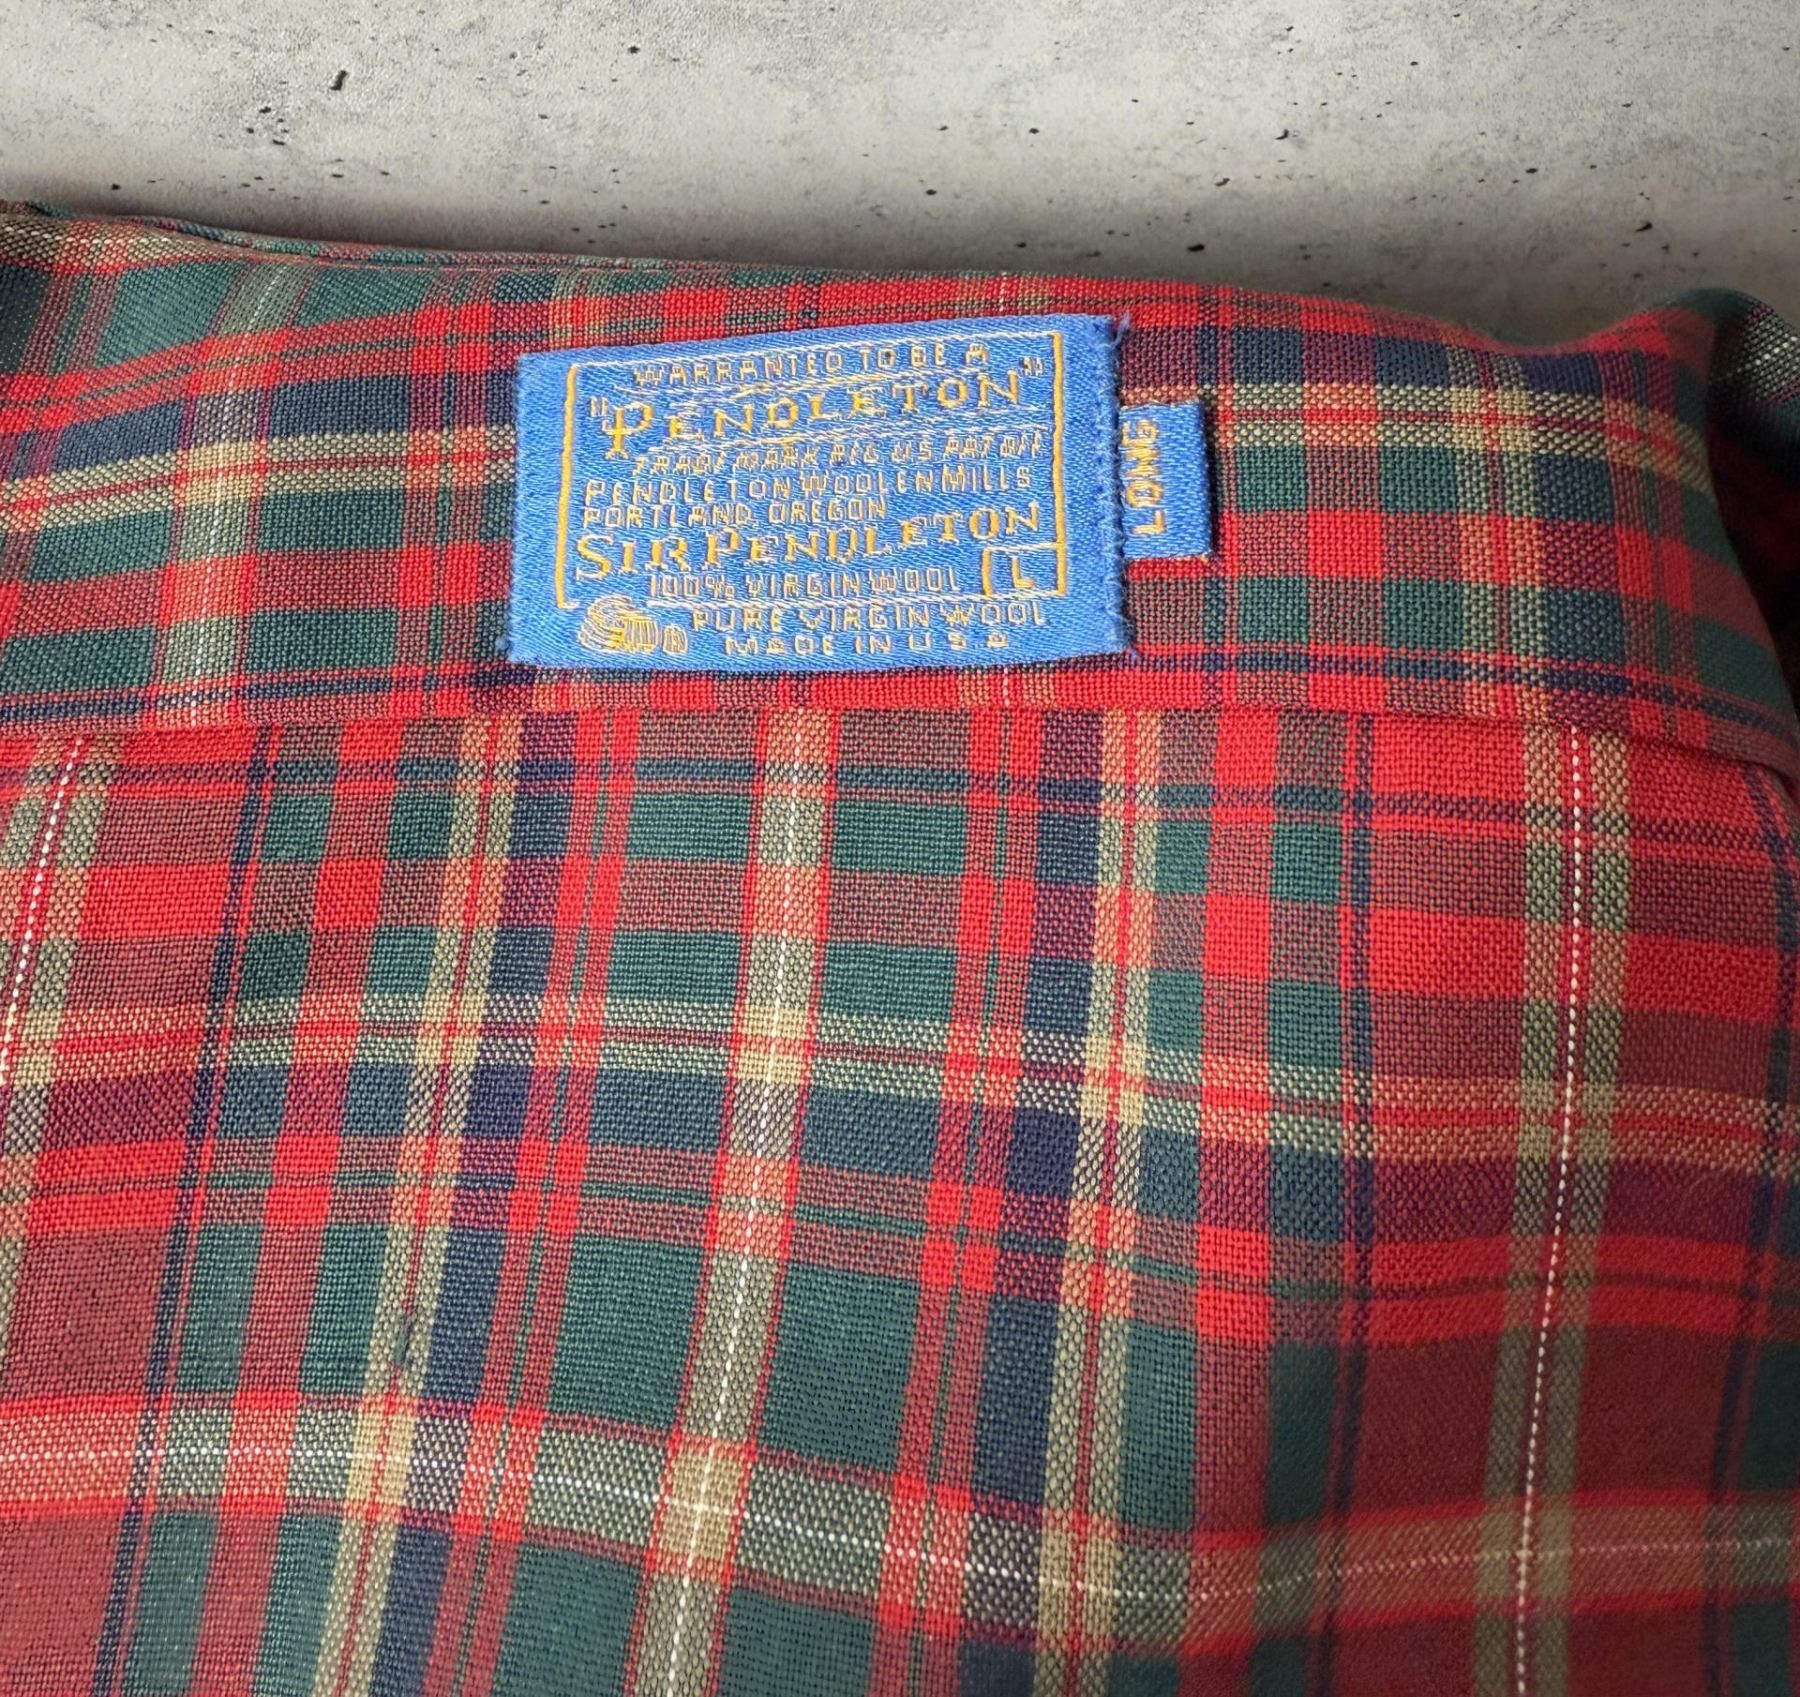 WARRANTED TO BE A
"PENDLETON"
TRADE MARK REG US PAT OFF
PENDLETON WOOLEN MILLS
PORTLAND, OREGON
SIR PENDLETON
100% VIRGIN WOOL L
PURE VIRGIN WOOL
MADE IN U S A
LONG